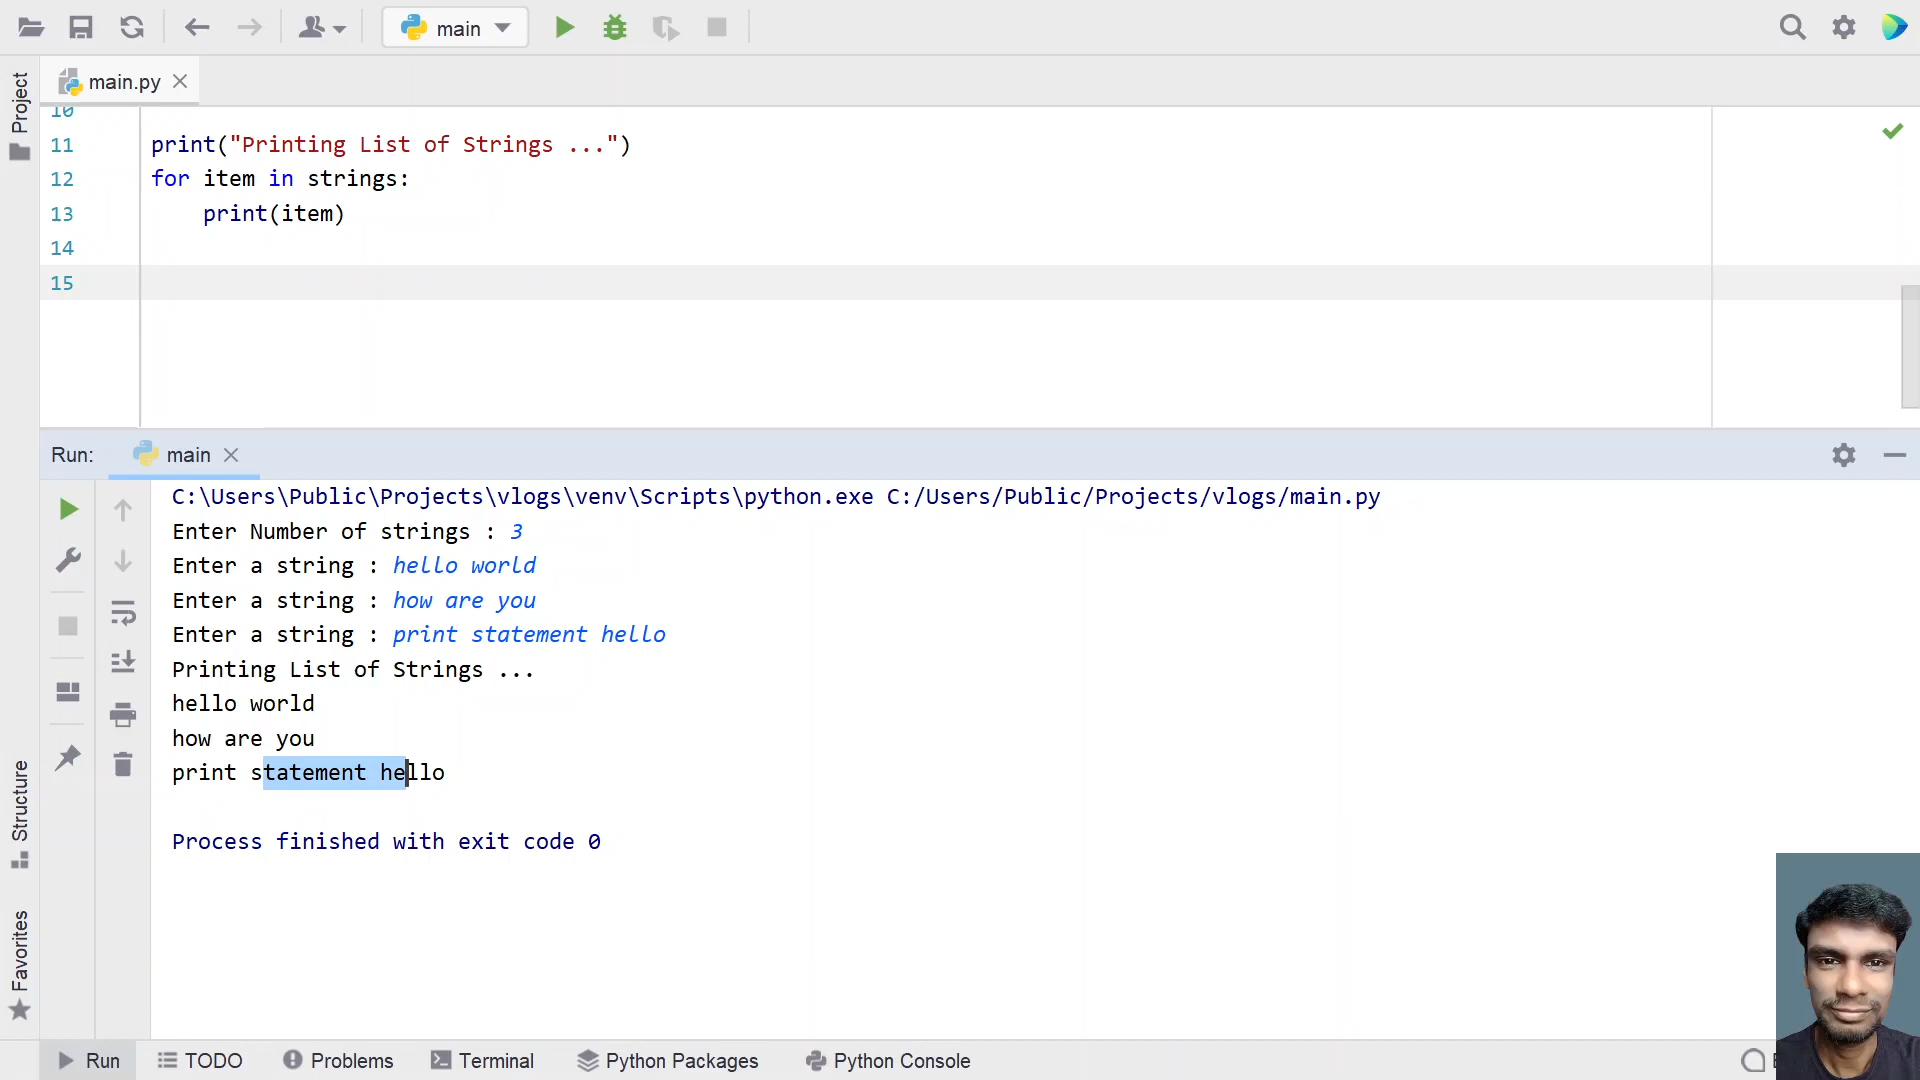 main
Project
main.py
10
11 print("Printing List of Strings ...")
12 for item in strings:
13 print(item)
14
15
Run: main
C:\Users\Public\Projects\vlogs\venv\Scripts\python.exe C:/Users/Public/Projects/vlogs/main.py
Enter Number of strings : 3
Enter a string : hello world
Enter a string : how are you
Enter a string : print statement hello
Printing List of Strings ...
hello world
how are you
print statement hello
Process finished with exit code 0
Structure
Favorites
Run TODO Problems Terminal Python Packages Python Console